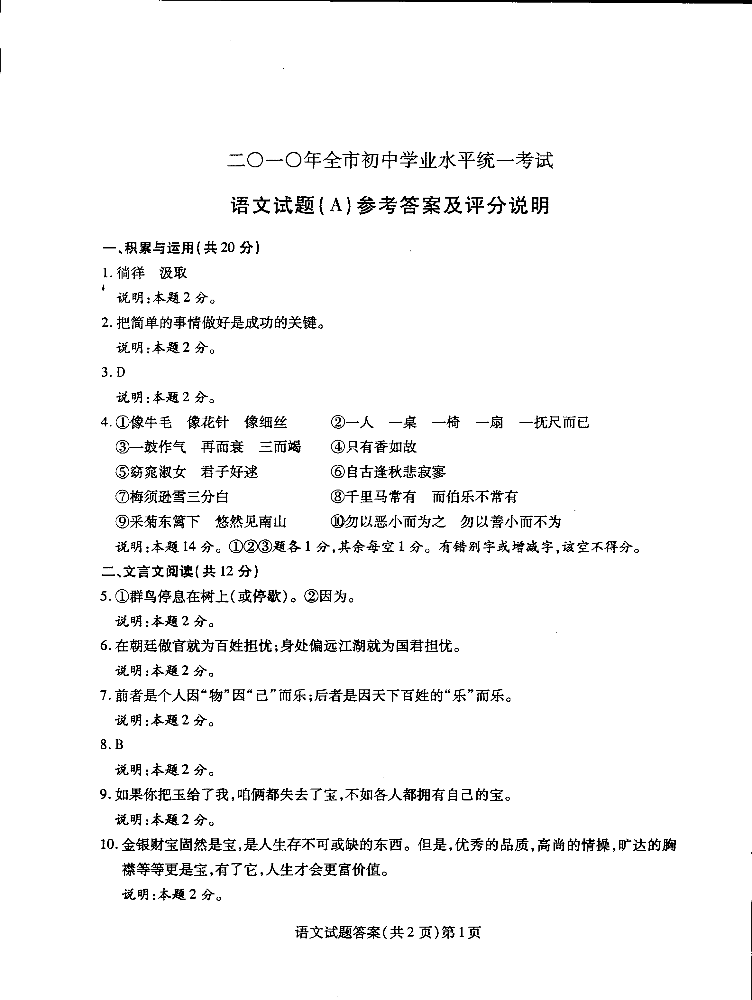 二〇一〇年全市初中学业水平统一考试
语文试题(A)参考答案及评分说明
一、积累与运用(共20分)
1.徜徉 汲取
说明:本题2分。
2.把简单的事情做好是成功的关键。
说明:本题2分。
3.D
说明:本题2分。
4.①像牛毛 像花针 像细丝 ②一人 一桌 一椅 一扇 一抚尺而已
③一鼓作气 再而衰 三而竭 ④只有香如故
⑤窈窕淑女 君子好逑 ⑥自古逢秋悲寂寥
⑦梅须逊雪三分白 ⑧千里马常有 而伯乐不常有
⑨采菊东篱下 悠然见南山 ⑩勿以恶小而为之 勿以善小而不为
说明:本题14分。①②③题各1分,其余每空1分。有错别字或增减字,该空不得分。
二、文言文阅读(共12分)
5.①群鸟停息在树上(或停歇)。②因为。
说明:本题2分。
6.在朝廷做官就为百姓担忧;身处偏远江湖就为国君担忧。
说明:本题2分。
7.前者是个人因“物”因“己”而乐;后者是因天下百姓的“乐”而乐。
说明:本题2分。
8.B
说明:本题2分。
9.如果你把玉给了我,咱俩都失去了宝,不如各人都拥有自己的宝。
说明:本题2分。
10.金银财宝固然是宝,是人生存不可或缺的东西。但是,优秀的品质,高尚的情操,旷达的胸
襟等等更是宝,有了它,人生才会更富价值。
说明:本题2分。
语文试题答案(共2页)第1页